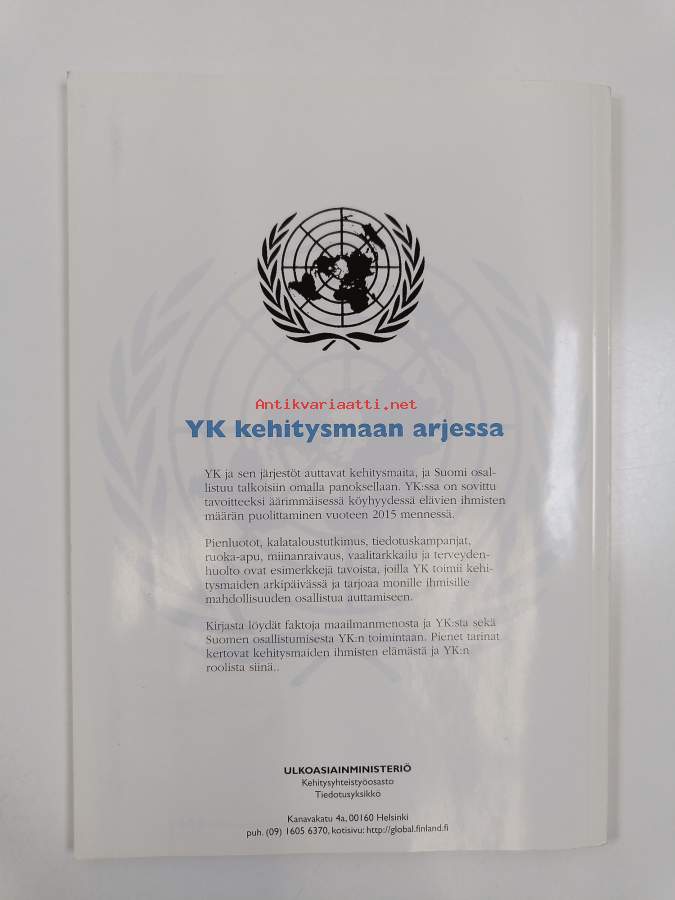 Antikvariaatti.net
YK kehitysmaan arjessa
YK ja sen järjestöt auttavat kehitysmaita, ja Suomi osal-
listuu talkoisiin omalla panoksellaan. YK:ssa on sovittu
tavoitteeksi äärimmäisessä köyhyydessä elävien ihmisten
määrän puolittaminen vuoteen 2015 mennessä.
Pienluotot, kalataloustutkimus, tiedotuskampanjat,
ruoka-apu, miinanraivaus, vaalitarkkailu ja terveyden-
huolto ovat esimerkkejä tavoista, joilla YK toimii kehi-
tysmaiden arkipäivässä ja tarjoaa monille ihmisille
mahdollisuuden osallistua auttamiseen.
Kirjasta löydät faktoja maailmanmenosta ja YK:sta sekä
Suomen osallistumisesta YK:n toimintaan. Pienet tarinat
kertovat kehitysmaiden ihmisten elämästä ja YK:n
roolista siinä..
ULKOASIAINMINISTERIÖ
Kehitysyhteistyöosasto
Tiedotusyksikkö
Kanavakatu 4a, 00160 Helsinki
puh. (09) 1605 6370, kotisivu: http://global.finland.fi